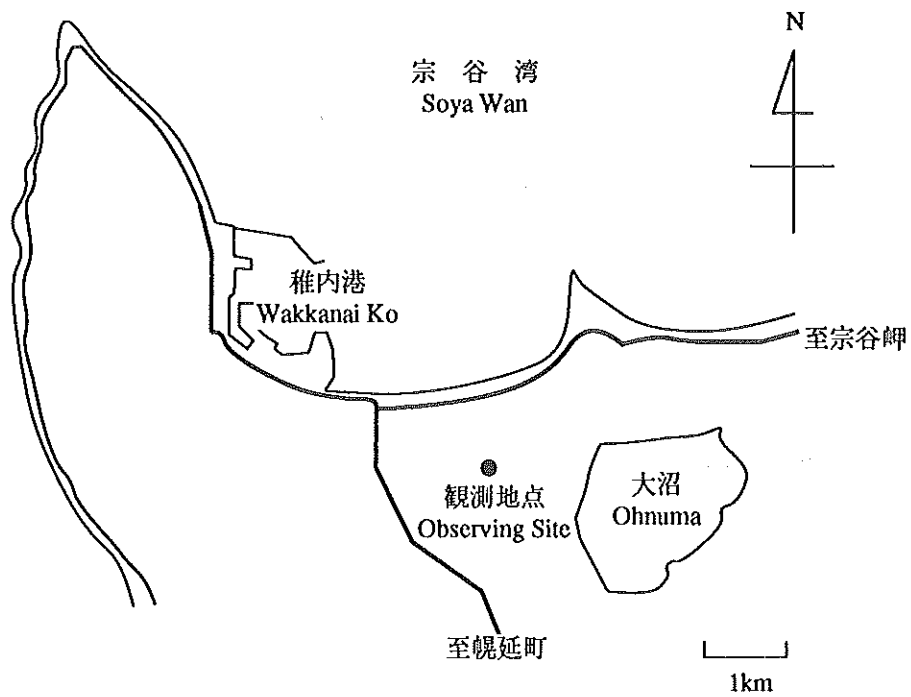 N
宗 谷 湾
Soya Wan
稚内港
Wakkanai Ko
至宗谷岬
観測地点
Observing Site
大沼
Ohnuma
至幌延町
1km